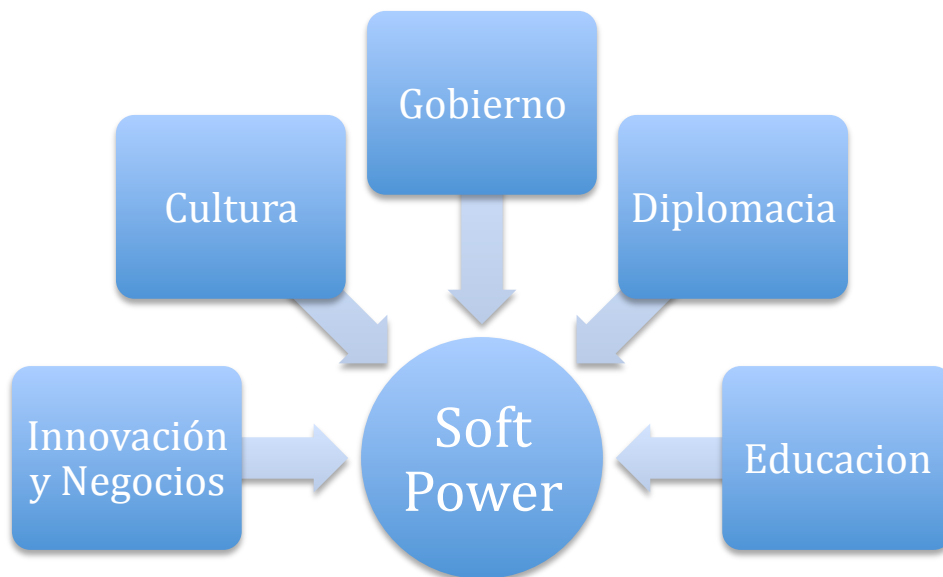 Gobierno
Cultura
Diplomacia
Innovación
y Negocios
Soft
Power
Educacion